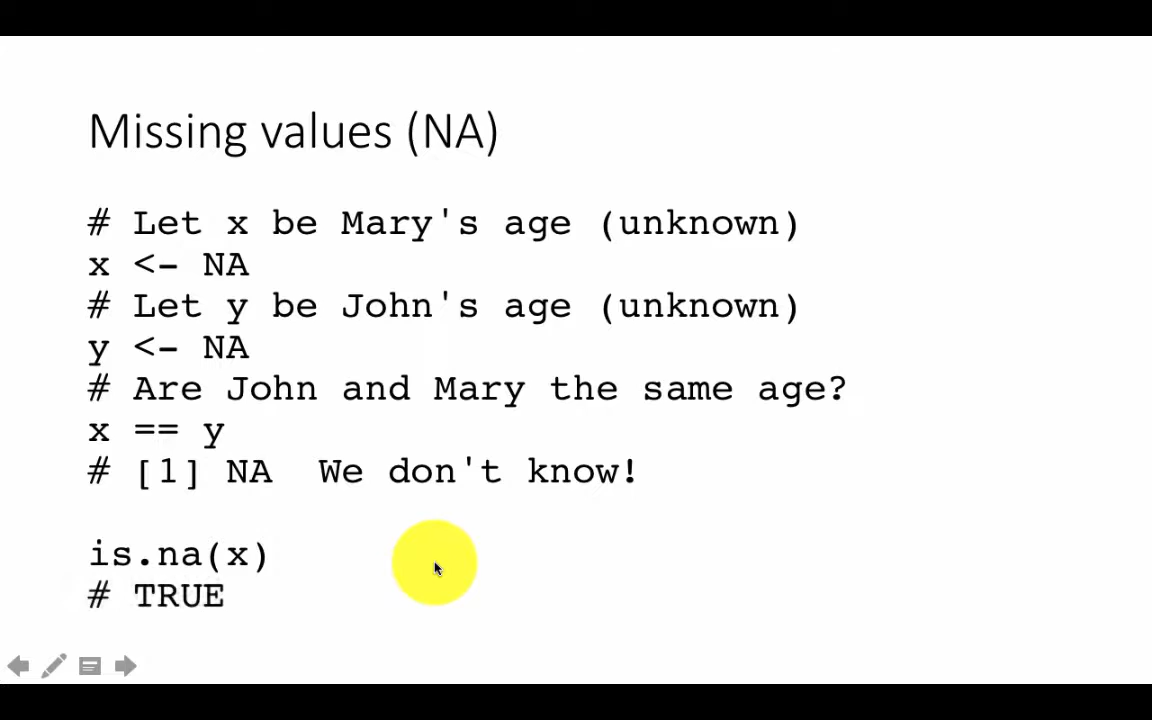 Missing values (NA)
# Let x be Mary's age (unknown)
x <- NA
# Let y be John's age (unknown)
y <- NA
# Are John and Mary the same age?
x == y
# [1] NA  We don't know!
is.na(x)
# TRUE